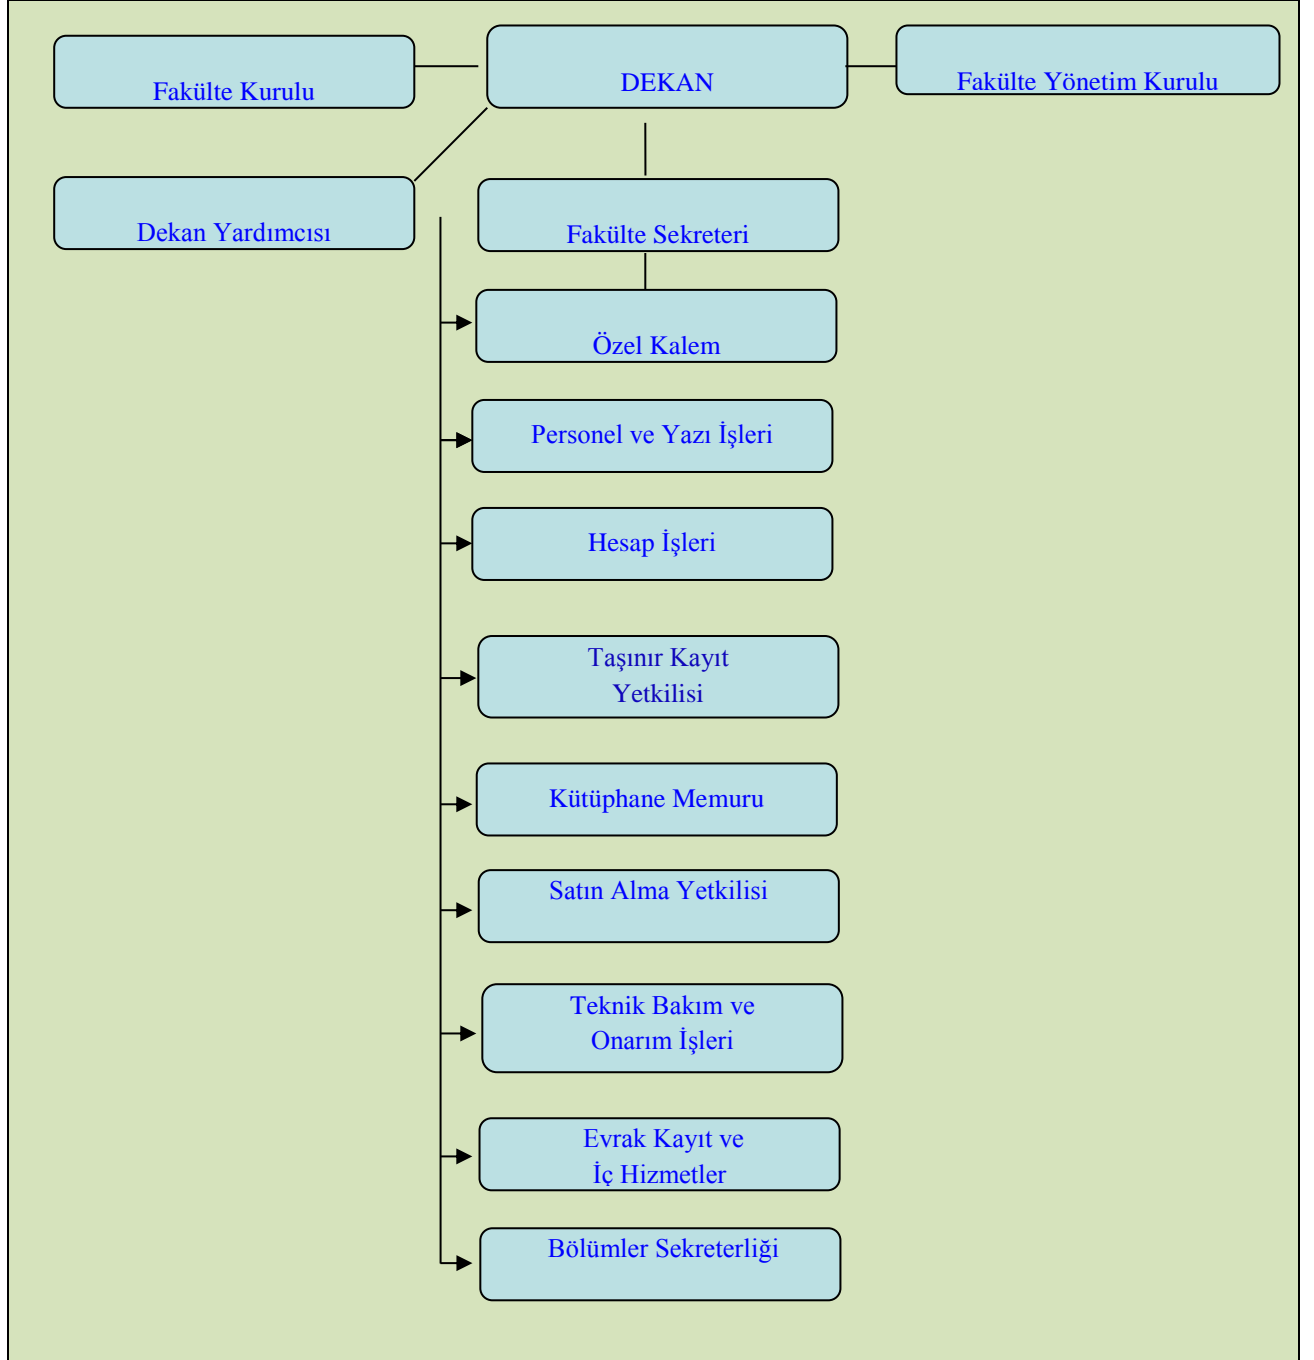 Fakülte Kurulu
DEKAN
Fakülte Yönetim Kurulu
Dekan Yardımcısı
Fakülte Sekreteri
Özel Kalem
Personel ve Yazı İşleri
Hesap İşleri
Taşınır Kayıt
Yetkilisi
Kütüphane Memuru
Satın Alma Yetkilisi
Teknik Bakım ve
Onarım İşleri
Evrak Kayıt ve
İç Hizmetler
Bölümler Sekreterliği